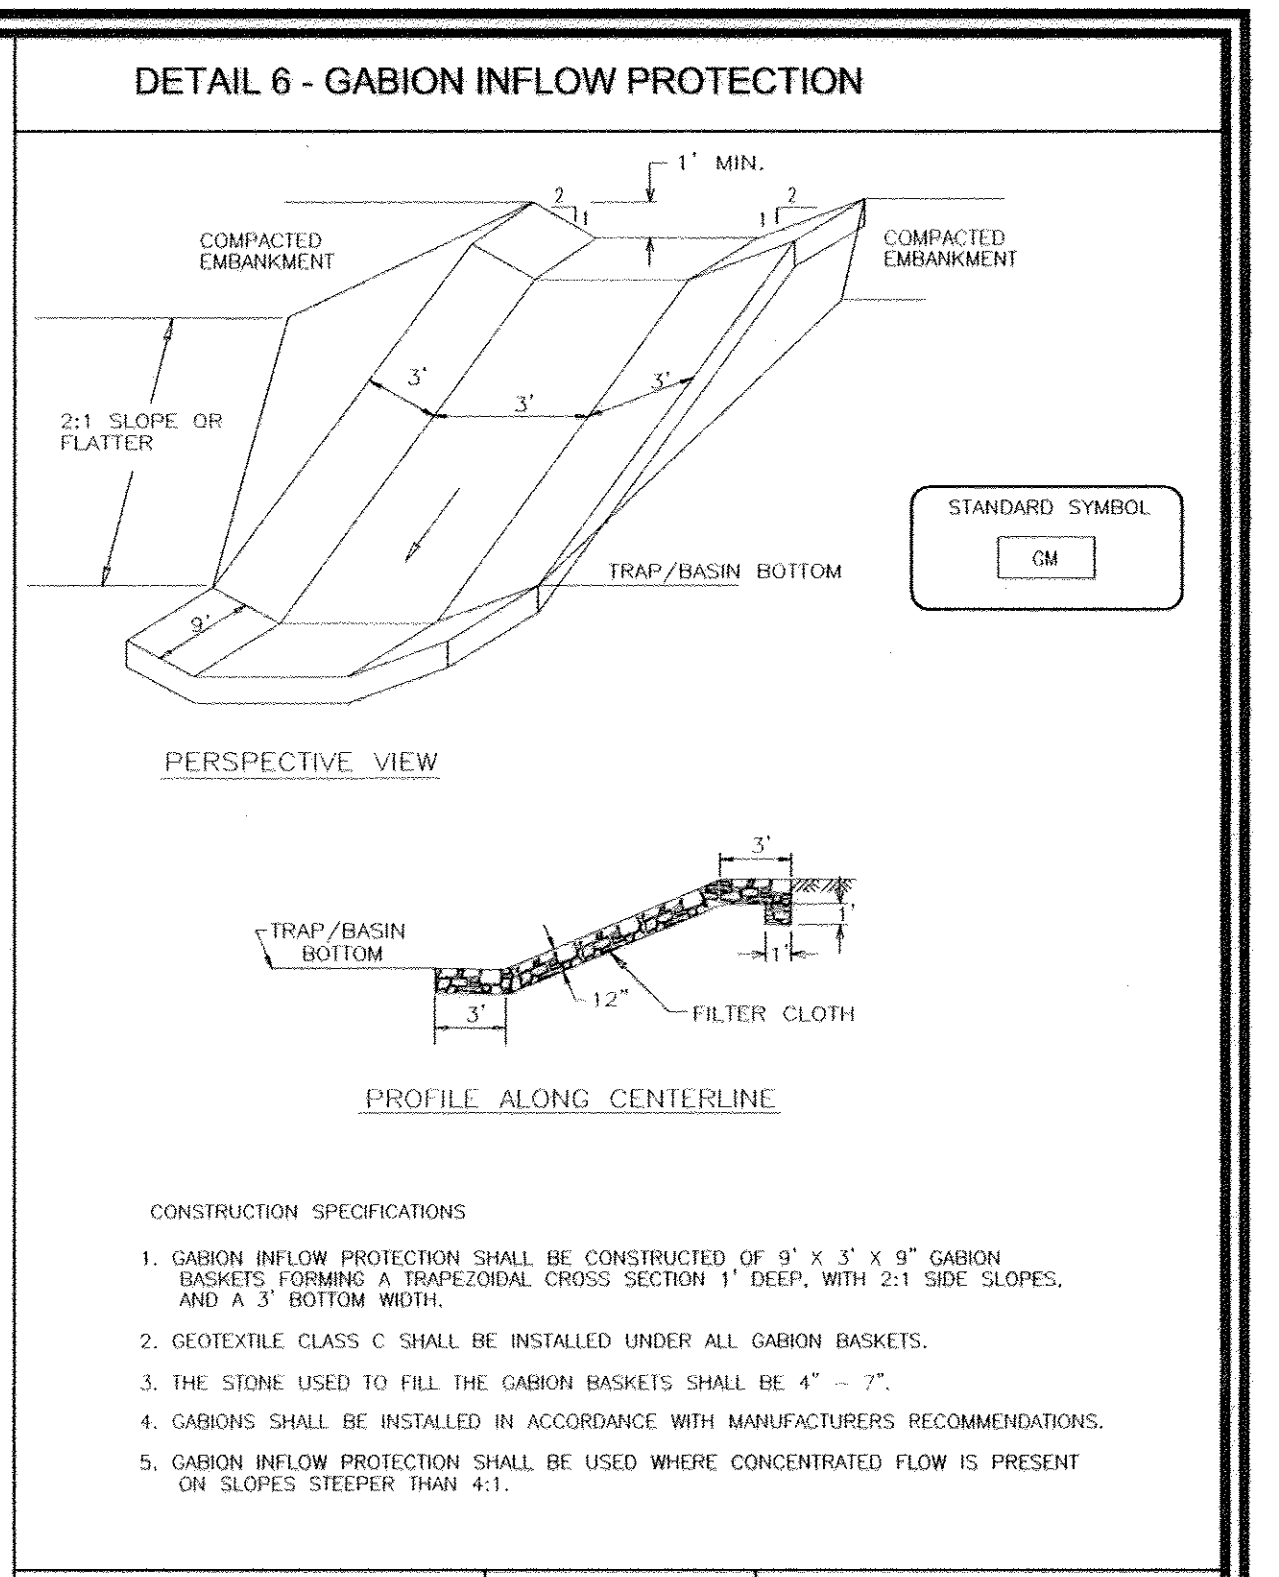 DETAIL 6 - GABION INFLOW PROTECTION
1' MIN.
2
1
1
2
COMPACTED
EMBANKMENT
COMPACTED
EMBANKMENT
3'
3'
3'
2:1 SLOPE OR
FLATTER
STANDARD SYMBOL
GM
TRAP/BASIN BOTTOM
9'
PERSPECTIVE VIEW
3'
TRAP/BASIN
BOTTOM
1'
1'
12"
3'
FILTER CLOTH
PROFILE ALONG CENTERLINE
CONSTRUCTION SPECIFICATIONS
1. GABION INFLOW PROTECTION SHALL BE CONSTRUCTED OF 9' X 3' X 9" GABION
BASKETS FORMING A TRAPEZOIDAL CROSS SECTION 1' DEEP, WITH 2:1 SIDE SLOPES,
AND A 3' BOTTOM WIDTH.
2. GEOTEXTILE CLASS C SHALL BE INSTALLED UNDER ALL GABION BASKETS.
3. THE STONE USED TO FILL THE GABION BASKETS SHALL BE 4" - 7".
4. GABIONS SHALL BE INSTALLED IN ACCORDANCE WITH MANUFACTURERS RECOMMENDATIONS.
5. GABION INFLOW PROTECTION SHALL BE USED WHERE CONCENTRATED FLOW IS PRESENT
ON SLOPES STEEPER THAN 4:1.